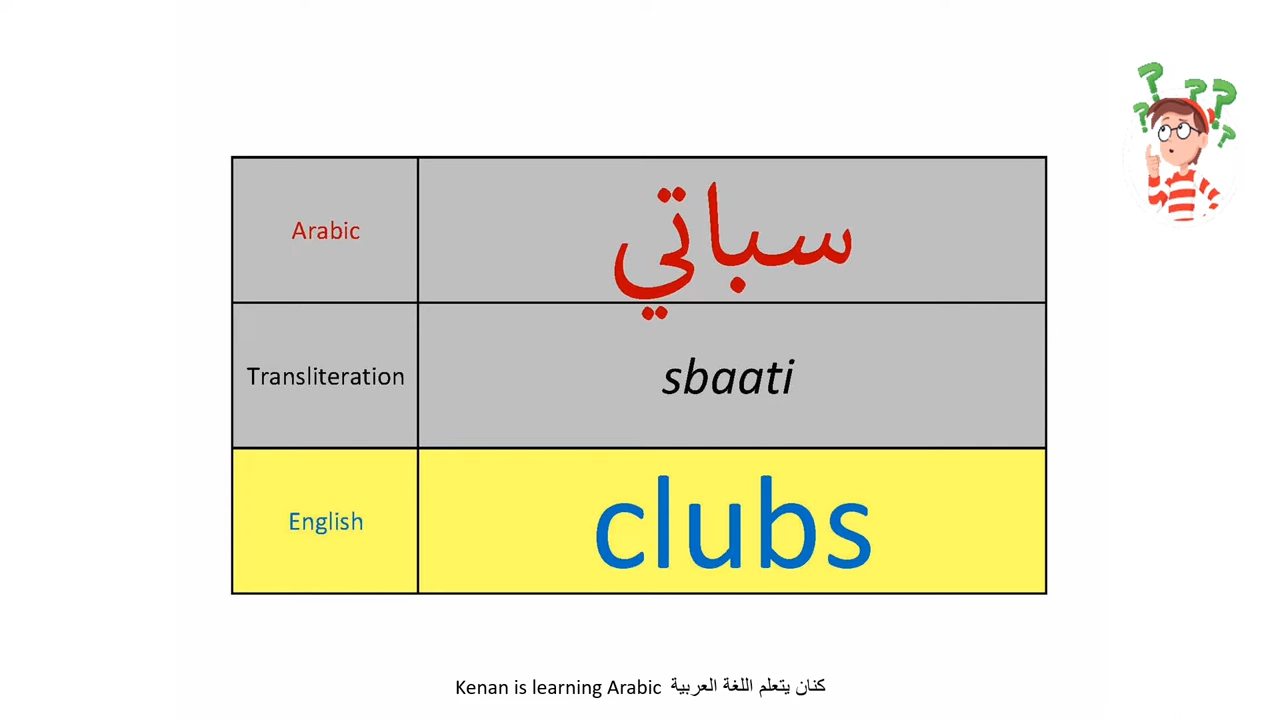 Arabic سباتي
Transliteration sbaati
English clubs
Kenan is learning Arabic كنان يتعلم اللغة العربية